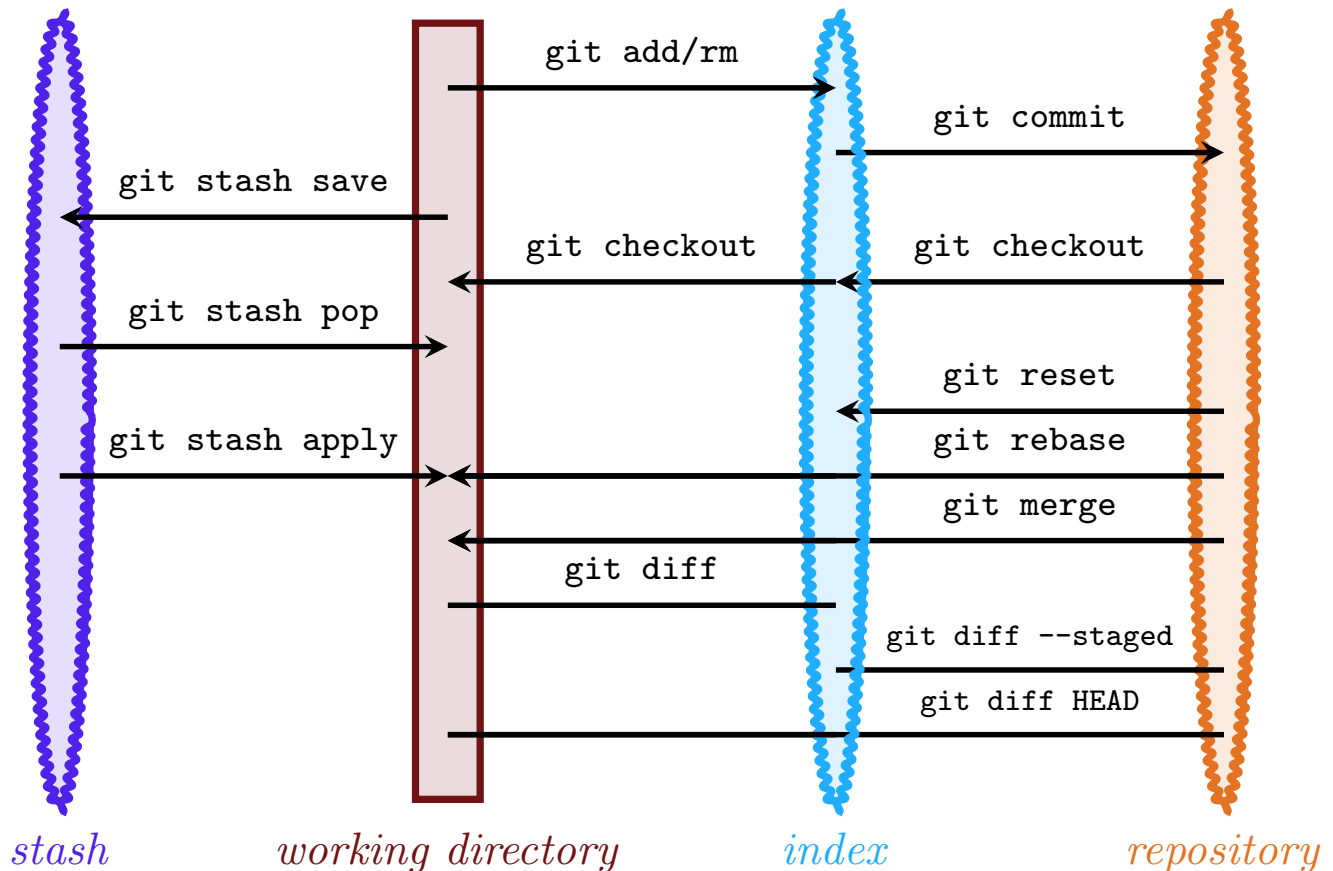 git add/rm
git commit
git stash save
git checkout git checkout
git stash pop
git reset
git stash apply git rebase
git merge
git diff
git diff --staged
git diff HEAD
stash working directory index repository